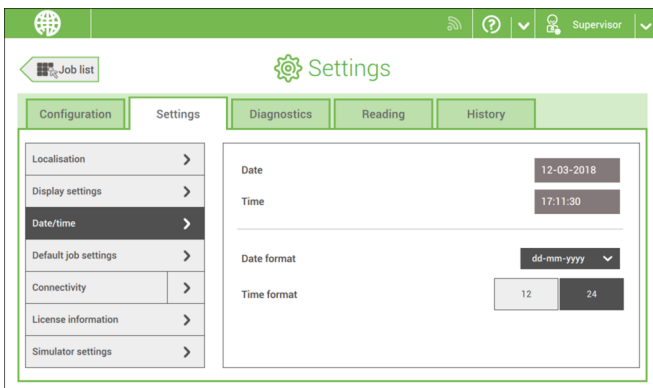 Supervisor
Job list
Settings
Configuration
Settings
Diagnostics
Reading
History
Localisation
Display settings
Date/time
Default job settings
Connectivity
License information
Simulator settings
Date
12-03-2018
Time
17:11:30
Date format
dd-mm-yyyy
Time format
12
24